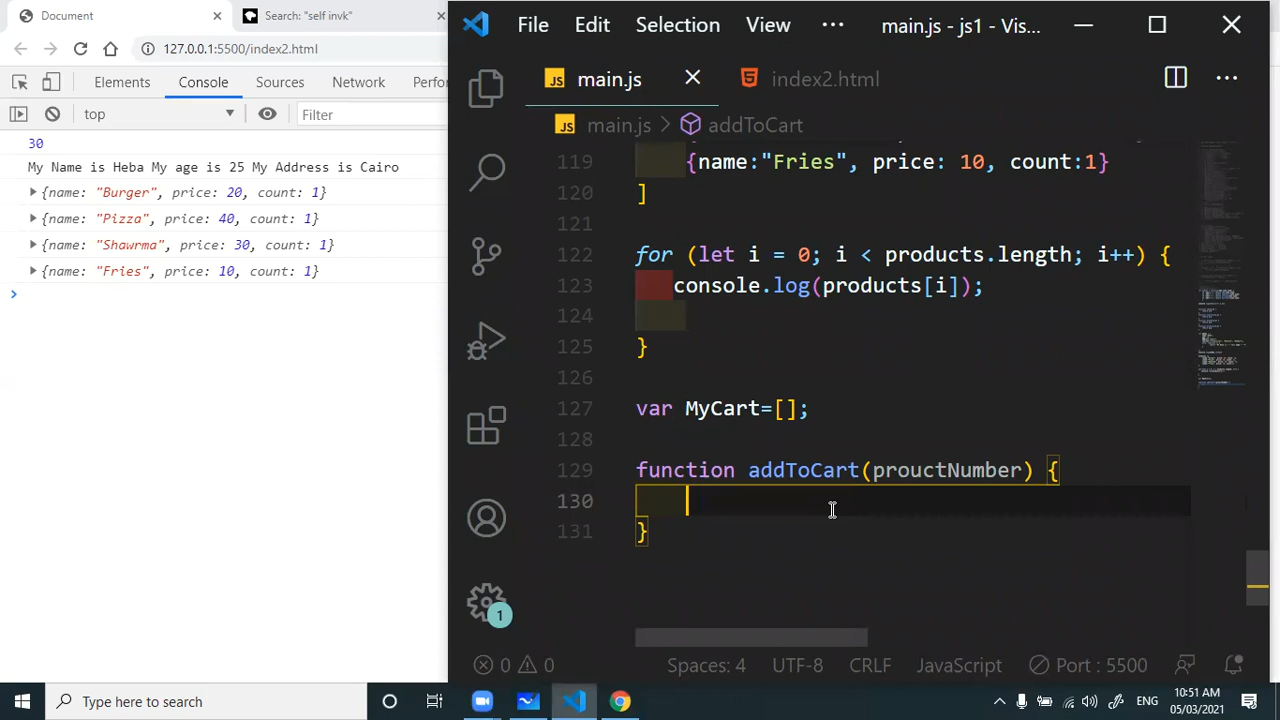 Document
Search: "self invk"
127.0.0.1:5500/index2.html
Elements
Console
Sources
Network
Perfor
top
Filter
30
My Name is Heba My age is 25 My Address is Cairo
{name: "Burger", price: 20, count: 1}
{name: "Pizza", price: 40, count: 1}
{name: "Shawrma", price: 30, count: 1}
{name: "Fries", price: 10, count: 1}
File Edit Selection View ··· main.js - js1 - Vis...
JS main.js
5 index2.html
JS main.js > addToCart
119 {name:"Fries", price: 10, count:1}
120 ]
121
122 for (let i = 0; i < products.length; i++) {
123 console.log(products[i]);
124
125 }
126
127 var MyCart=[];
128
129 function addToCart(prouctNumber) {
130
131 }
1
0 0 Spaces: 4 UTF-8 CRLF JavaScript Port : 5500
Type here to search
ENG
10:51 AM
05/03/2021